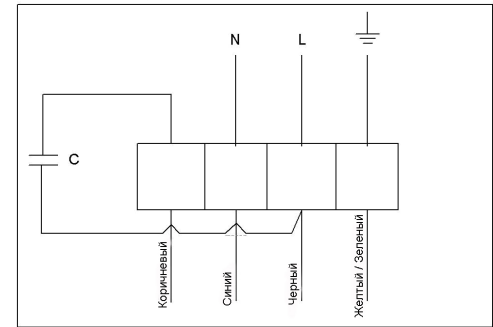 N
L
C
Коричневый
Синий
Черный
Желтый / Зеленый